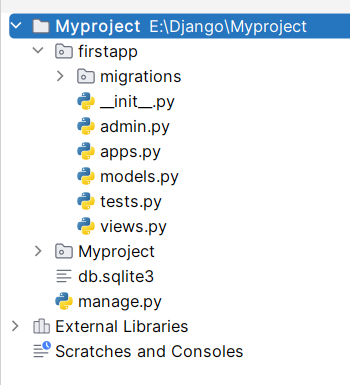 Myproject E:\Django\Myproject
firstapp
migrations
__init__.py
admin.py
apps.py
models.py
tests.py
views.py
Myproject
db.sqlite3
manage.py
External Libraries
Scratches and Consoles